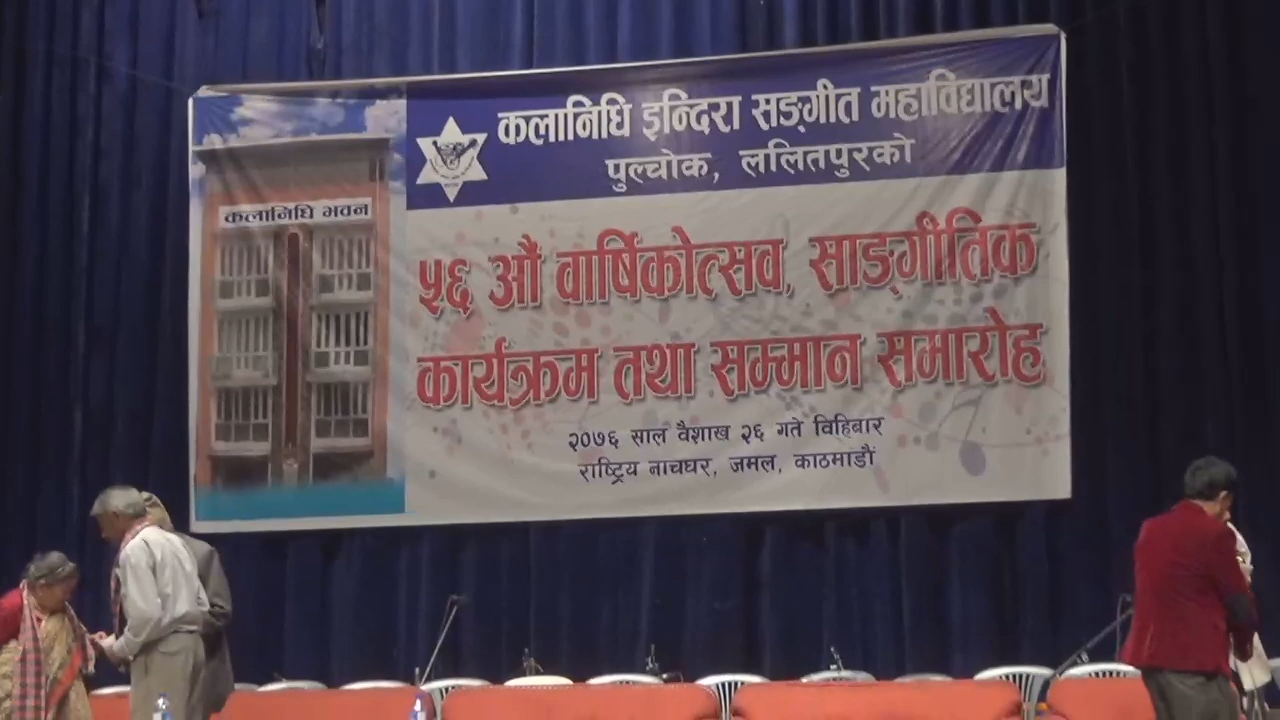 कलानिधि इन्दिरा सङ्गीत महाविद्यालय
पुल्चोक, ललितपुरको
कलानिधि भवन
५६ औं वार्षिकोत्सव, साङ्गीतिक
कार्यक्रम तथा सम्मान समारोह
२०७६ साल वैशाख २६ गते विहिबार
राष्ट्रिय नाचघर, जमल, काठमाडौं